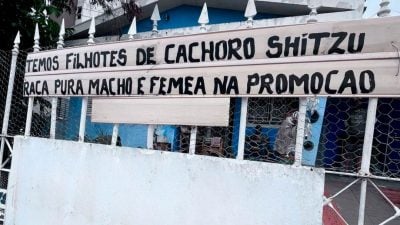 TEMOS FILHOTES DE CACHORO SHITZU
RACA PURA MACHO E FEMEA NA PROMOCAO